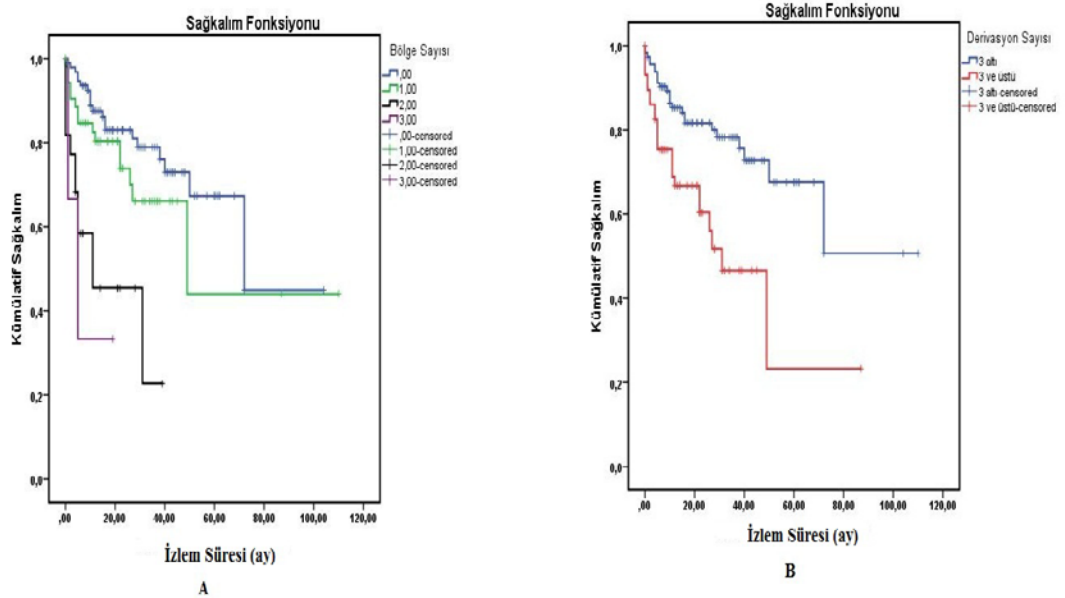 Sağkalım Fonksiyonu
Kümülatif Sağkalım
1,0
0,8
0,6
0,4
0,2
0,0
,00
20,00
40,00
60,00
80,00
100,00
120,00
İzlem Süresi (ay)
Bölge Sayısı
,00
1,00
2,00
3,00
,00-censored
1,00-censored
2,00-censored
3,00-censored
A
Sağkalım Fonksiyonu
Kümülatif Sağkalım
1,0
0,8
0,6
0,4
0,2
0,0
,00
20,00
40,00
60,00
80,00
100,00
120,00
İzlem Süresi (ay)
Derivasyon Sayısı
3 altı
3 ve üstü
3 altı-censored
3 ve üstü-censored
B